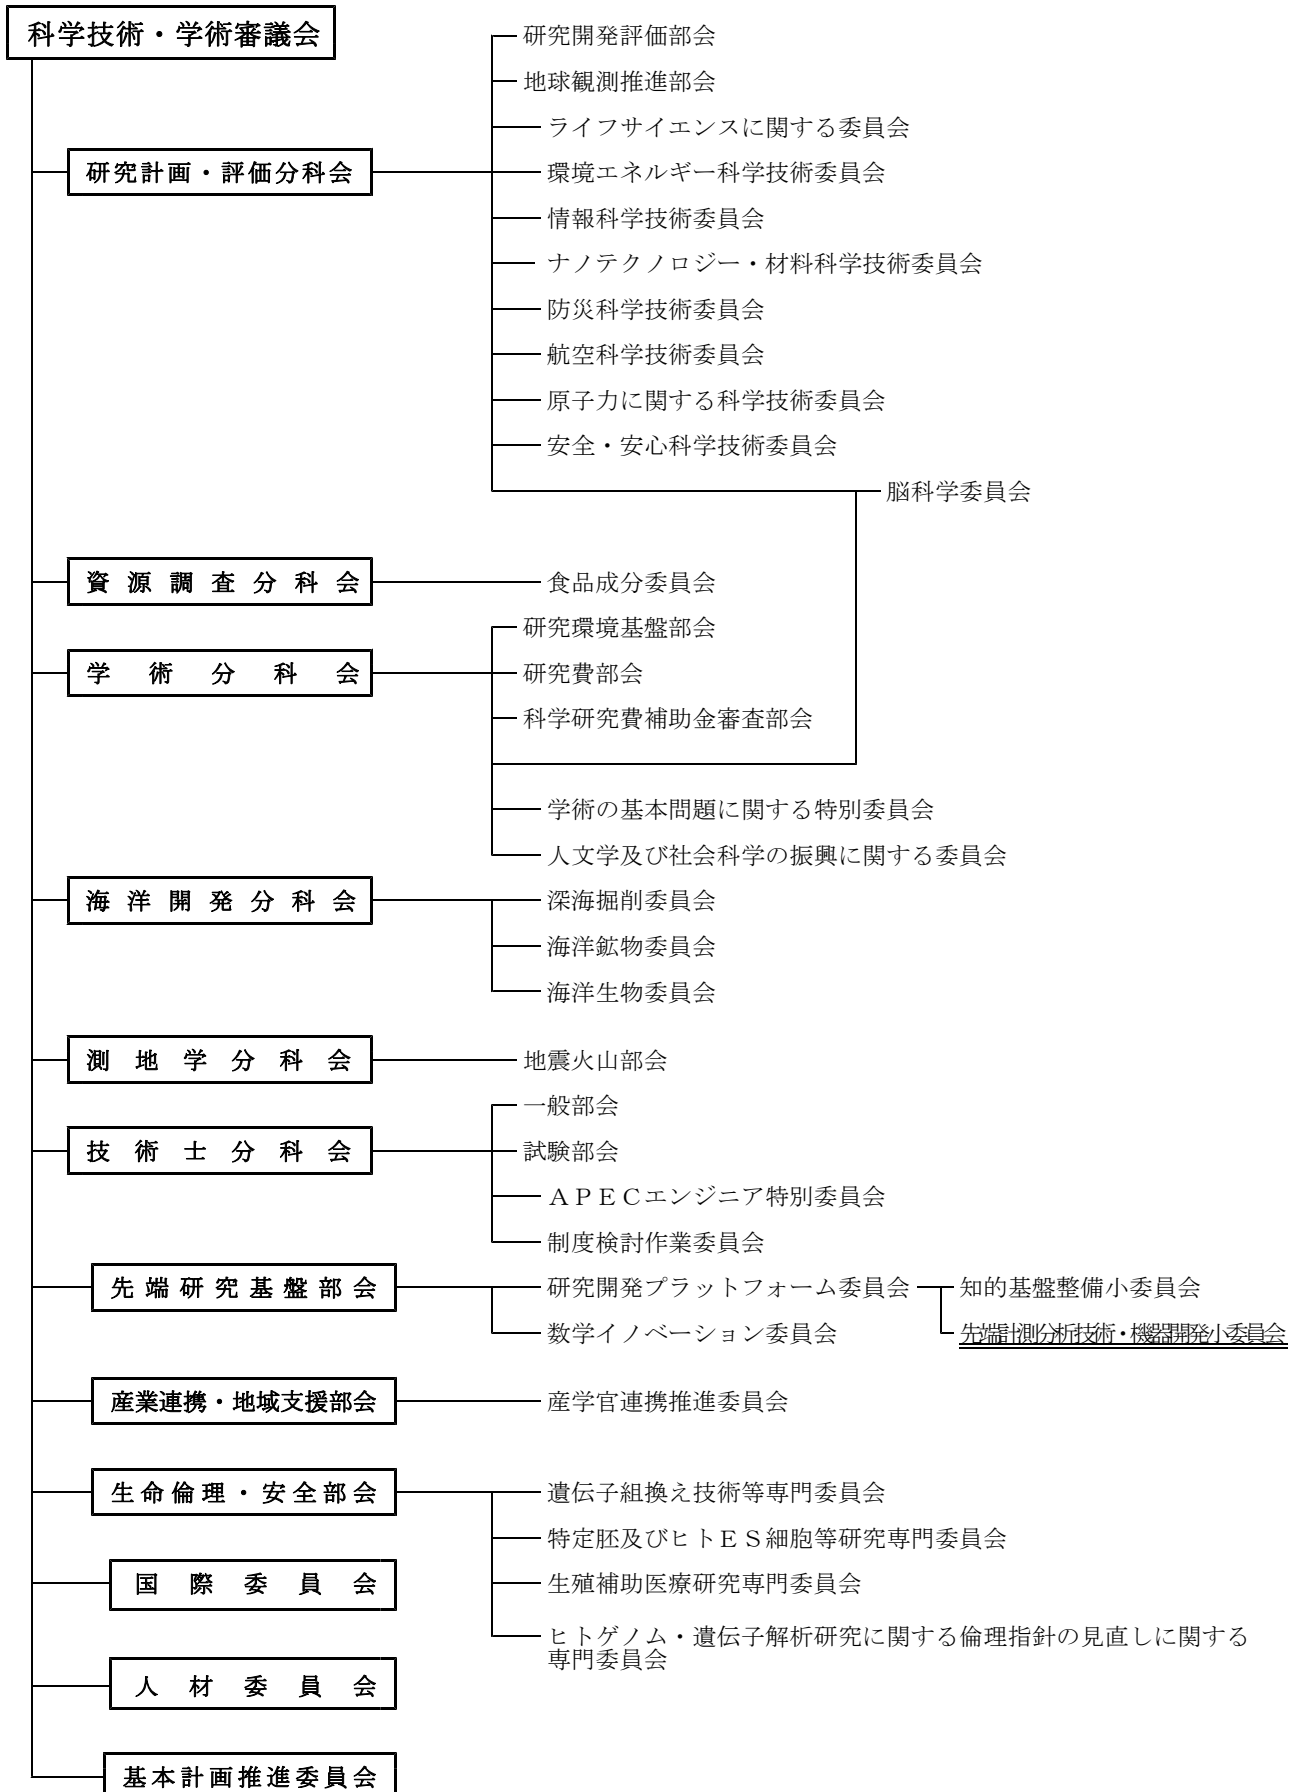 科学技術・学術審議会
研究開発評価部会
地球観測推進部会
ライフサイエンスに関する委員会
研究計画・評価分科会
環境エネルギー科学技術委員会
情報科学技術委員会
ナノテクノロジー・材料科学技術委員会
防災科学技術委員会
航空科学技術委員会
原子力に関する科学技術委員会
安全・安心科学技術委員会
脳科学委員会
資源調査分科会
食品成分委員会
研究環境基盤部会
学術分科会
研究費部会
科学研究費補助金審査部会
学術の基本問題に関する特別委員会
人文学及び社会科学の振興に関する委員会
海洋開発分科会
深海掘削委員会
海洋鉱物委員会
海洋生物委員会
測地学分科会
地震火山部会
一般部会
技術士分科会
試験部会
ＡＰＥＣエンジニア特別委員会
制度検討作業委員会
先端研究基盤部会
研究開発プラットフォーム委員会
知的基盤整備小委員会
数学イノベーション委員会
先端計測分析技術・機器開発小委員会
産業連携・地域支援部会
産学官連携推進委員会
生命倫理・安全部会
遺伝子組換え技術等専門委員会
特定胚及びヒトＥＳ細胞等研究専門委員会
国際委員会
生殖補助医療研究専門委員会
ヒトゲノム・遺伝子解析研究に関する倫理指針の見直しに関する
専門委員会
人材委員会
基本計画推進委員会